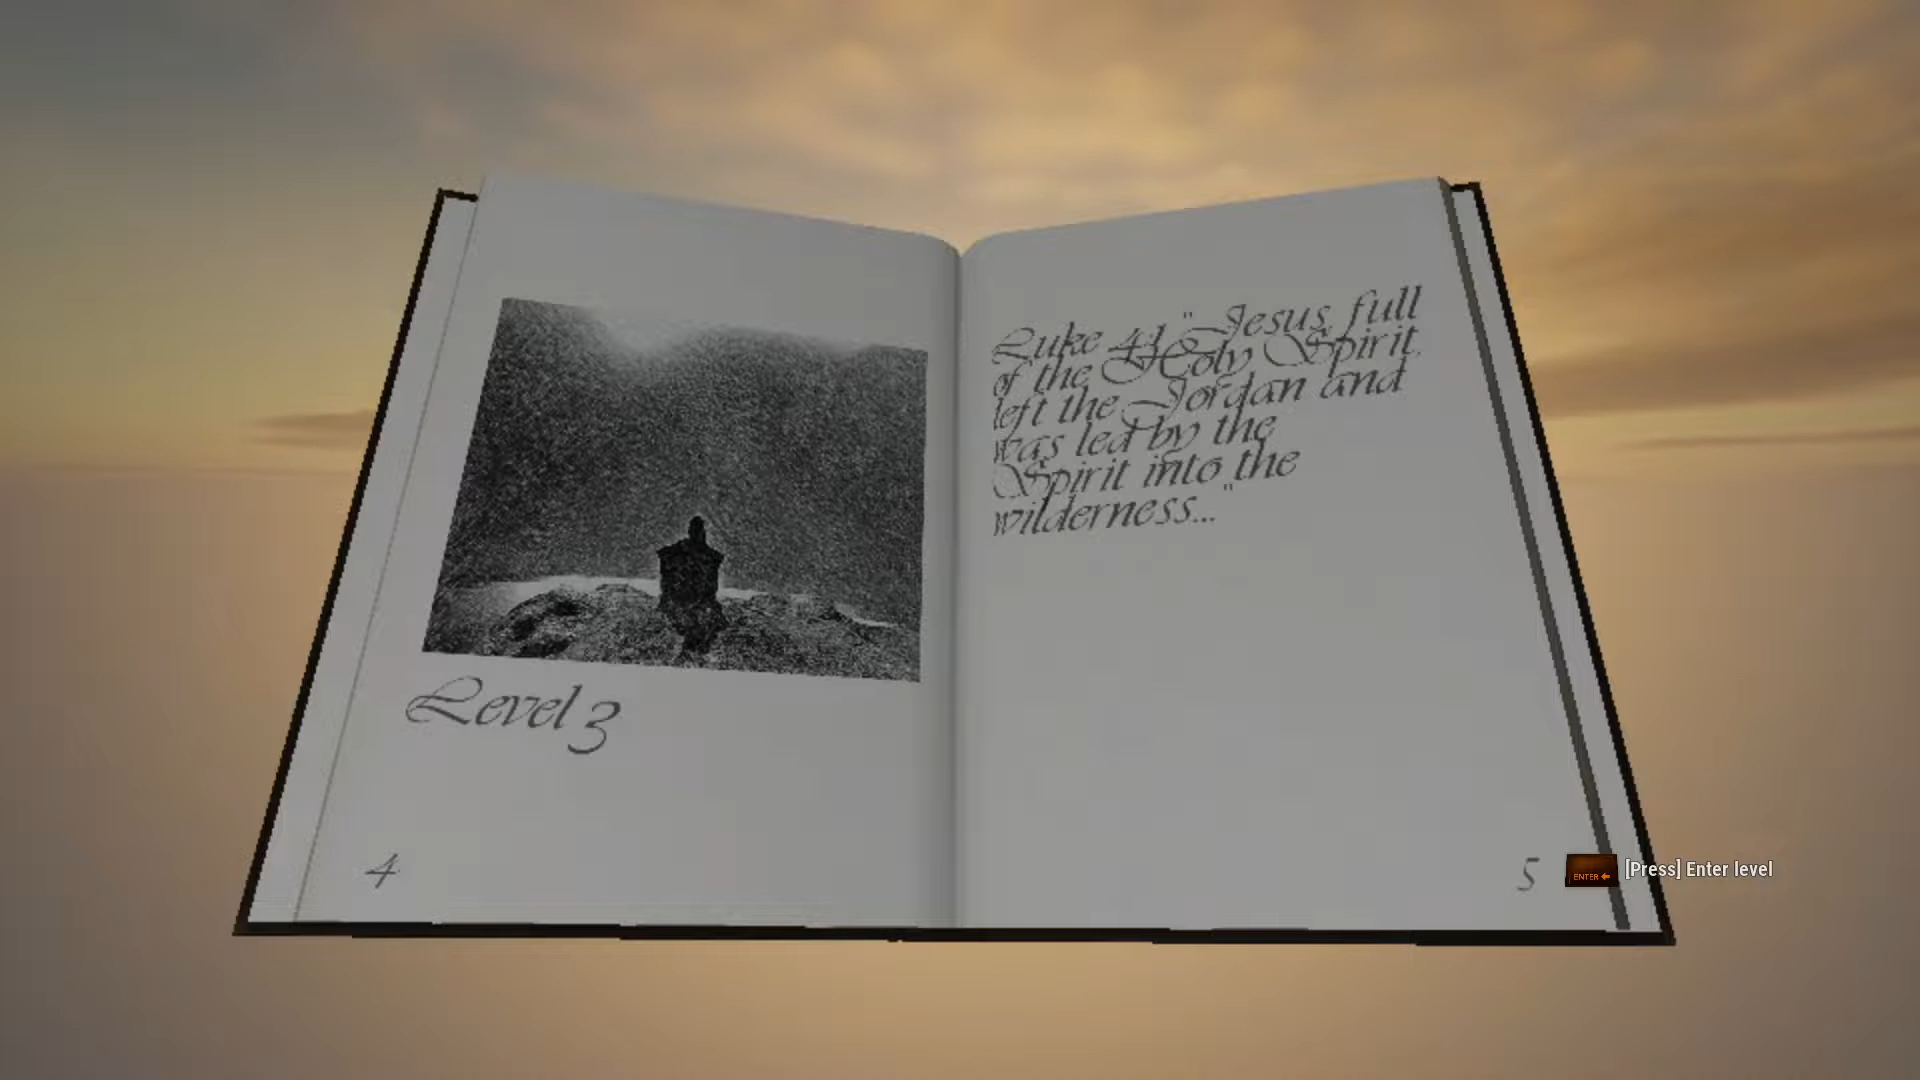 Level 3
4
Luke 4:1 "Jesus full
of the Holy Spirit,
left the Jordan and
was led by the
Spirit into the
wilderness..."
5
ENTER
[Press] Enter level